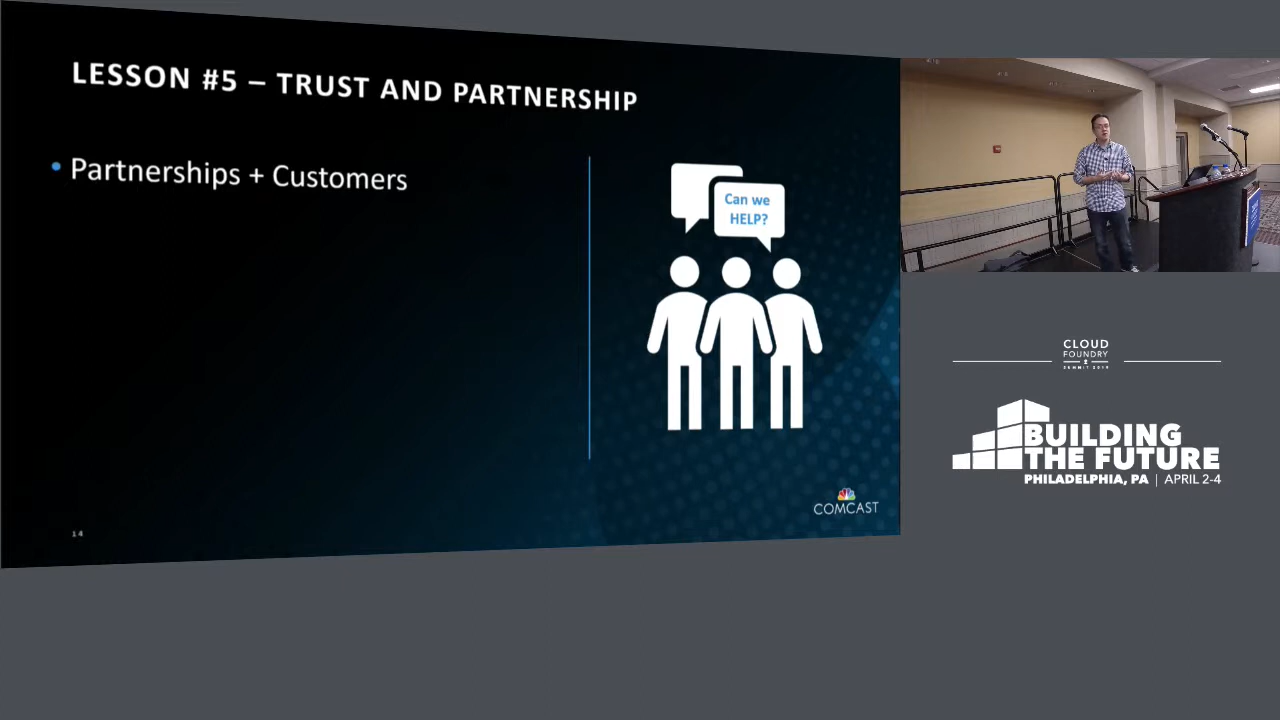 LESSON #5 – TRUST AND PARTNERSHIP
• Partnerships + Customers
Can we
HELP?
COMCAST
14
CLOUD
FOUNDRY
SUMMIT 2019
BUILDING
THE FUTURE
PHILADELPHIA, PA | APRIL 2-4